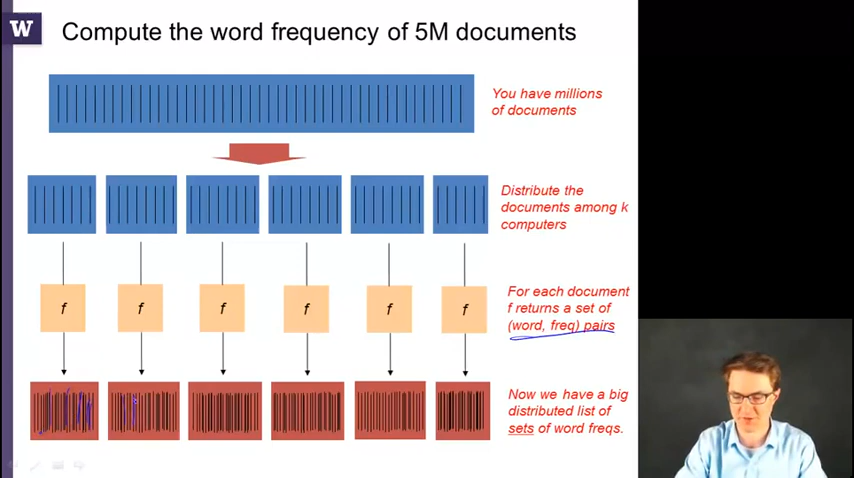 W
Compute the word frequency of 5M documents
You have millions
of documents
Distribute the
documents among k
computers
f
f
f
f
f
f
For each document
f returns a set of
(word, freq) pairs
Now we have a big
distributed list of
sets of word freqs.